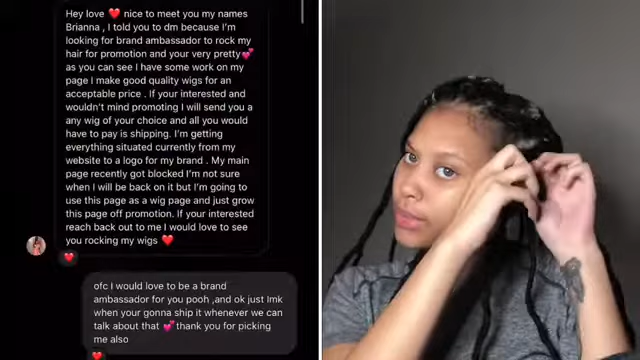 Hey love ❤️ nice to meet you my names
Brianna , I told you to dm because I'm
looking for brand ambassador to rock my
hair for promotion and your very pretty💕
as you can see I have some work on my
page I make good quality wigs for an
acceptable price . If your interested and
wouldn't mind promoting I will send you a
any wig of your choice and all you would
have to pay is shipping. I'm getting
everything situated currently from my
website to a logo for my brand . My main
page recently got blocked I'm not sure
when I will be back on it but I'm going to
use this page as a wig page and just grow
this page off promotion. If your interested
reach back out to me I would love to see
you rocking my wigs ❤️
ofc I would love to be a brand
ambassador for you pooh ,and ok just lmk
when your gonna ship it whenever we can
talk about that 💕thank you for picking
me also